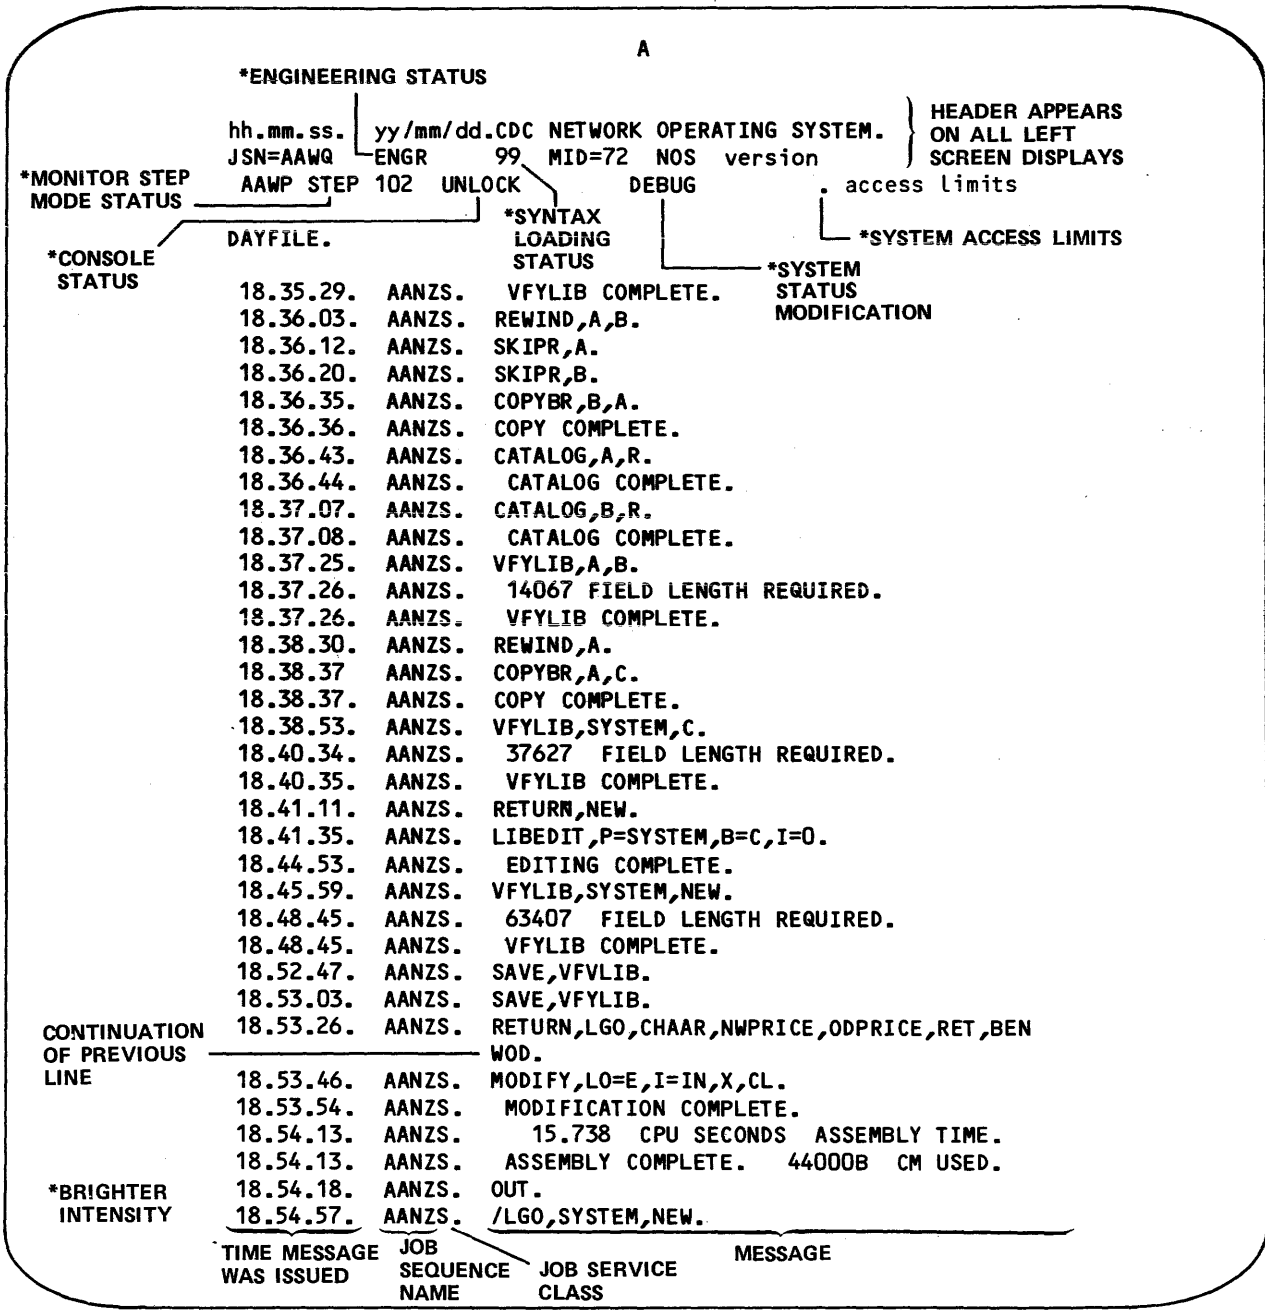 A
*ENGINEERING STATUS
hh.mm.ss. yy/mm/dd.CDC NETWORK OPERATING SYSTEM.
JSN=AAWQ ENGR 99 MID=72 NOS version
HEADER APPEARS
ON ALL LEFT
SCREEN DISPLAYS
*MONITOR STEP
MODE STATUS
AAWP STEP 102 UNLOCK DEBUG . access limits
*SYNTAX
LOADING
STATUS
*SYSTEM ACCESS LIMITS
*CONSOLE
STATUS
DAYFILE.
*SYSTEM
STATUS
MODIFICATION
18.35.29. AANZS. VFYLIB COMPLETE.
18.36.03. AANZS. REWIND,A,B.
18.36.12. AANZS. SKIPR,A.
18.36.20. AANZS. SKIPR,B.
18.36.35. AANZS. COPYBR,B,A.
18.36.36. AANZS. COPY COMPLETE.
18.36.43. AANZS. CATALOG,A,R.
18.36.44. AANZS. CATALOG COMPLETE.
18.37.07. AANZS. CATALOG,B,R.
18.37.08. AANZS. CATALOG COMPLETE.
18.37.25. AANZS. VFYLIB,A,B.
18.37.26. AANZS. 14067 FIELD LENGTH REQUIRED.
18.37.26. AANZS. VFYLIB COMPLETE.
18.38.30. AANZS. REWIND,A.
18.38.37 AANZS. COPYBR,A,C.
18.38.37. AANZS. COPY COMPLETE.
18.38.53. AANZS. VFYLIB,SYSTEM,C.
18.40.34. AANZS. 37627 FIELD LENGTH REQUIRED.
18.40.35. AANZS. VFYLIB COMPLETE.
18.41.11. AANZS. RETURN,NEW.
18.41.35. AANZS. LIBEDIT,P=SYSTEM,B=C,I=0.
18.44.53. AANZS. EDITING COMPLETE.
18.45.59. AANZS. VFYLIB,SYSTEM,NEW.
18.48.45. AANZS. 63407 FIELD LENGTH REQUIRED.
18.48.45. AANZS. VFYLIB COMPLETE.
18.52.47. AANZS. SAVE,VFVLIB.
18.53.03. AANZS. SAVE,VFYLIB.
18.53.26. AANZS. RETURN,LGO,CHAAR,NWPRICE,ODPRICE,RET,BEN
WOD.
CONTINUATION
OF PREVIOUS
LINE
18.53.46. AANZS. MODIFY,LO=E,I=IN,X,CL.
18.53.54. AANZS. MODIFICATION COMPLETE.
18.54.13. AANZS. 15.738 CPU SECONDS ASSEMBLY TIME.
18.54.13. AANZS. ASSEMBLY COMPLETE. 44000B CM USED.
18.54.18. AANZS. OUT.
18.54.57. AANZS. /LGO,SYSTEM,NEW.
*BRIGHTER
INTENSITY
TIME MESSAGE
WAS ISSUED
JOB
SEQUENCE
NAME
JOB SERVICE
CLASS
MESSAGE